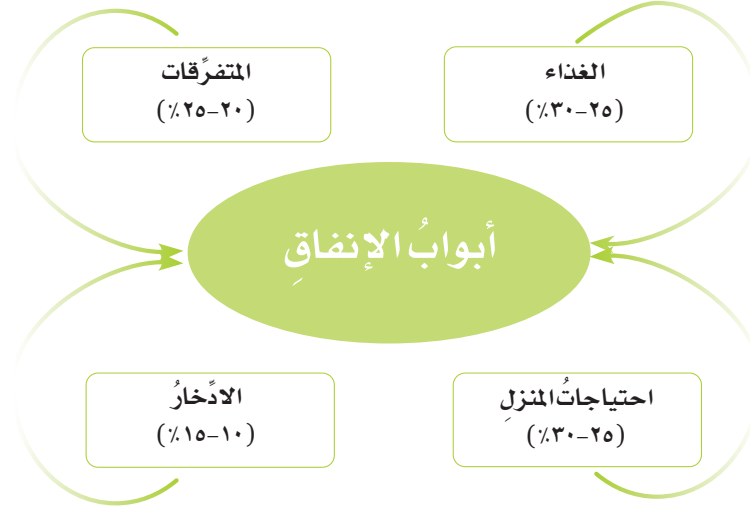 الغذاء
(٢٥-٣٠٪)
المتفرِّقات
(٢٠-٢٥٪)
أبوابُ الإنفاقِ
احتياجاتُ المنزلِ
(٢٥-٣٠٪)
الادِّخارُ
(١٠-١٥٪)